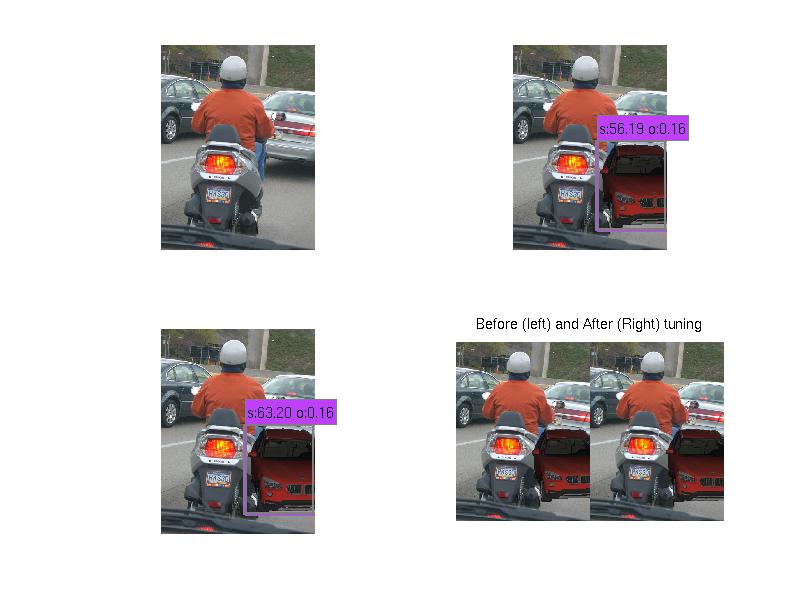 s:56.19 o:0.16
s:63.20 o:0.16
Before (left) and After (Right) tuning